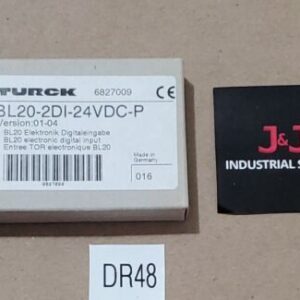 TURCK
6827009
CE
BL20-2DI-24VDC-P
Version:01-04
BL20 Elektronik Digitaleingabe
BL20 electronic digital input
Entree TOR electronique BL20
Made in
Germany
016
6827009
J&J
INDUSTRIAL S
DR48